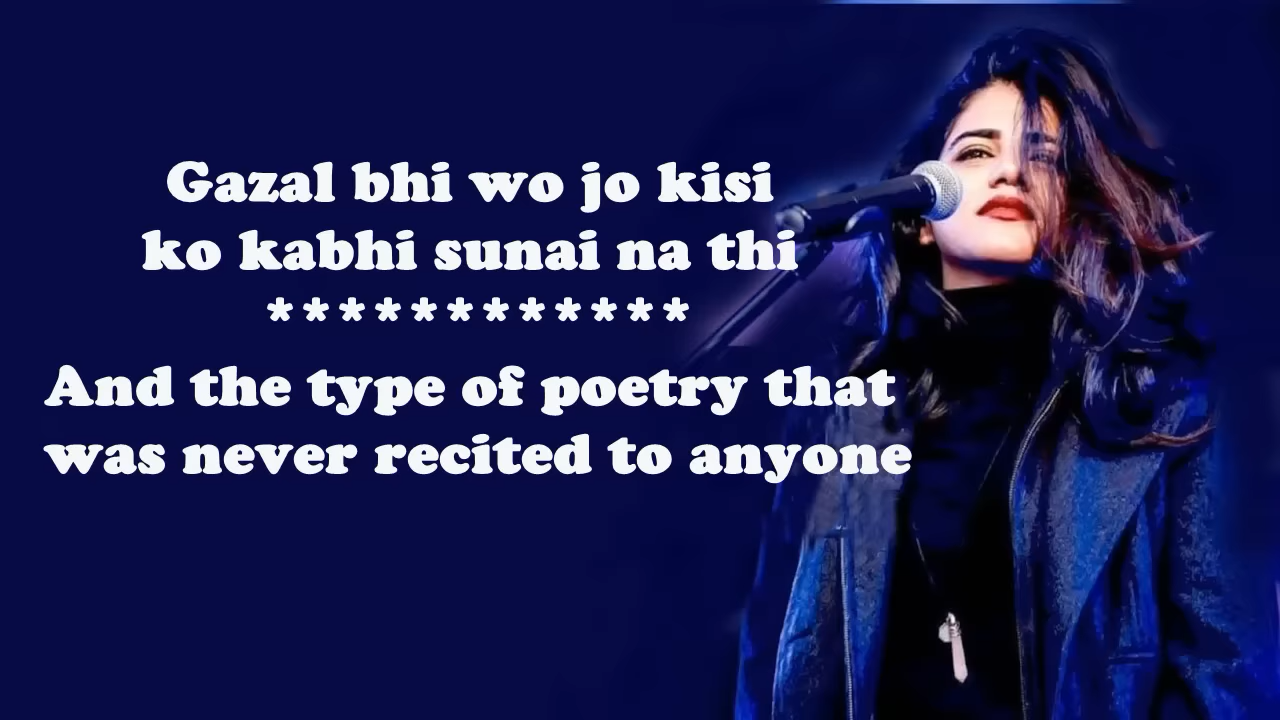 Gazal bhi wo jo kisi
ko kabhi sunai na thi
************
And the type of poetry that
was never recited to anyone